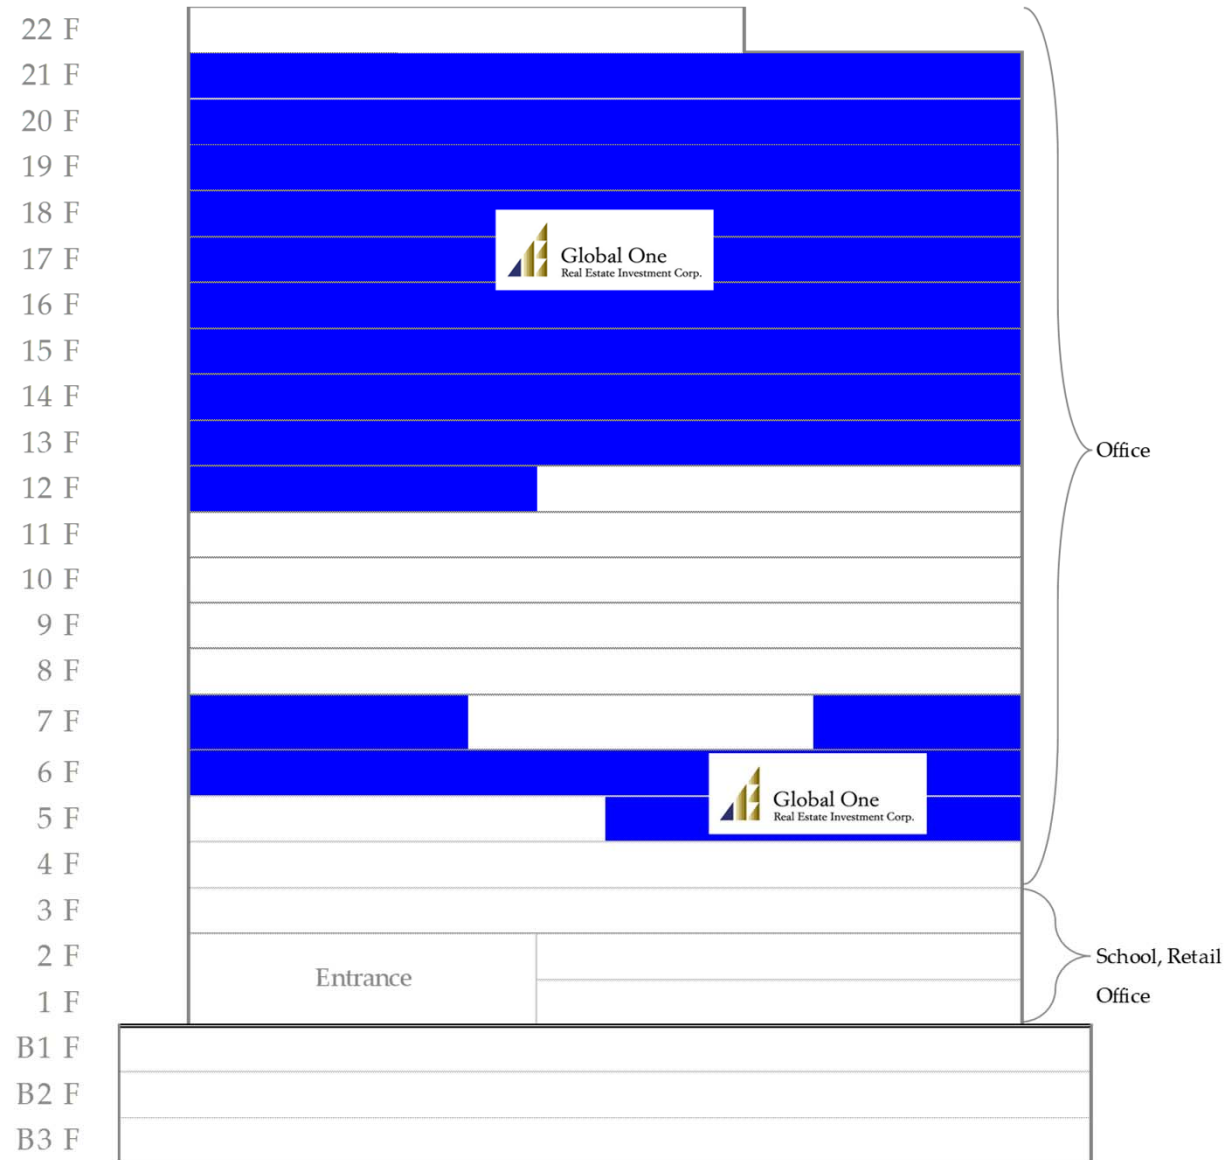 22 F
21 F
20 F
19 F
18 F
Global One
Real Estate Investment Corp.
17 F
16 F
15 F
14 F
13 F
Office
12 F
11 F
10 F
9 F
8 F
7 F
6 F
Global One
Real Estate Investment Corp.
5 F
4 F
3 F
2 F
School, Retail
Entrance
Office
1 F
B1 F
B2 F
B3 F